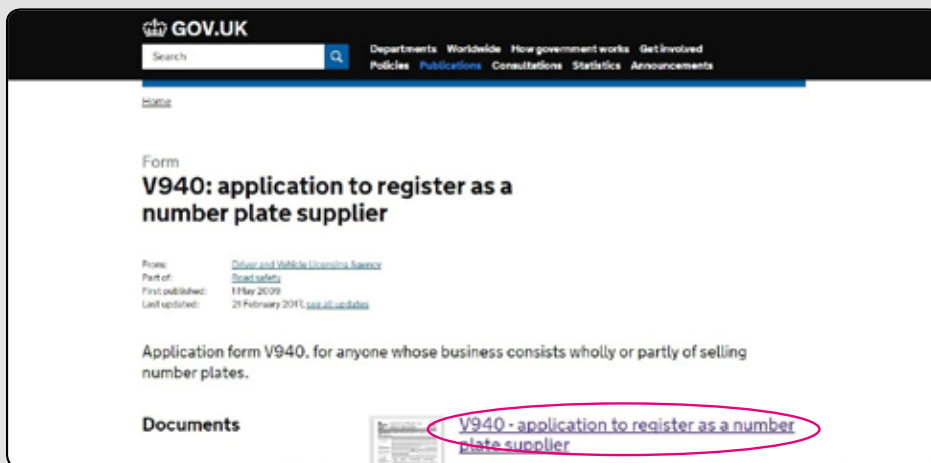 GOV.UK
Search
Departments Worldwide How government works Get involved
Policies Publications Consultations Statistics Announcements
Home
Form
V940: application to register as a
number plate supplier
From: Driver and Vehicle Licensing Agency
Part of: Road safety
First published: 1 May 2009
Last updated: 21 February 2017, see all updates
Application form V940, for anyone whose business consists wholly or partly of selling
number plates.
Documents
V940 - application to register as a number
plate supplier